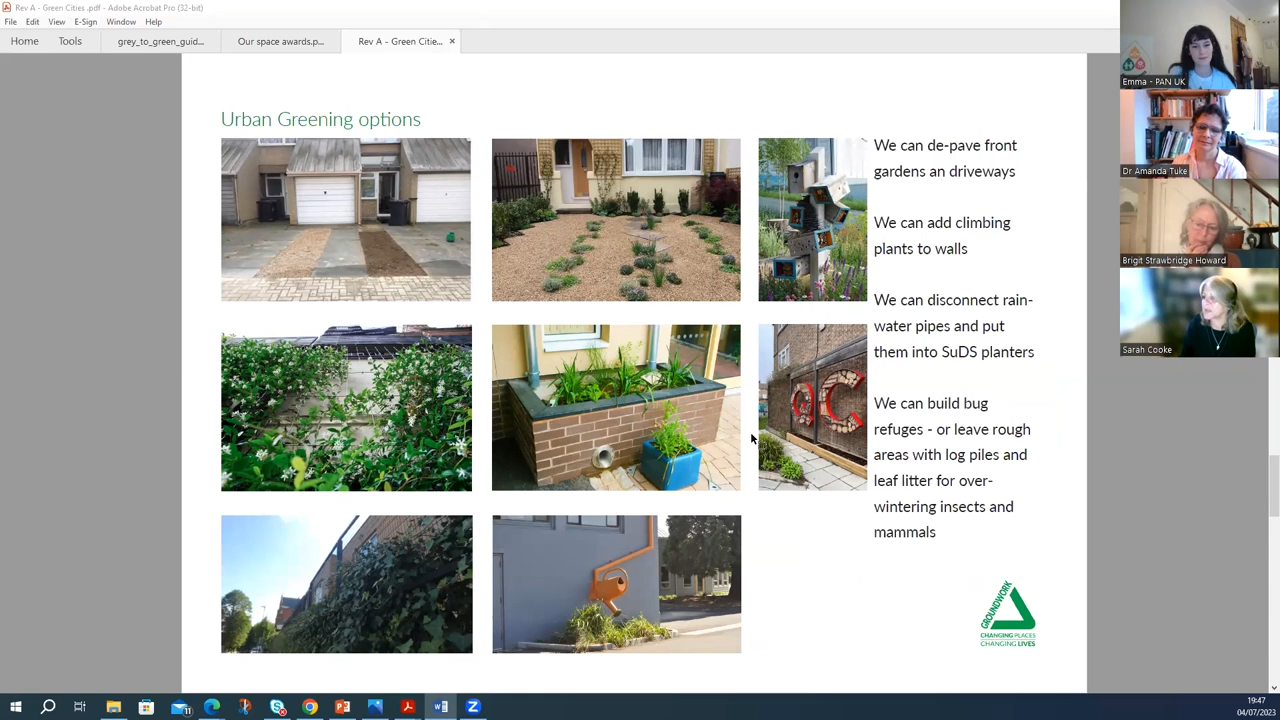 Rev A - Green Cities .pdf - Adobe Acrobat Pro (32-bit)
File Edit View E-Sign Window Help
Home Tools grey_to_green_guid... Our space awards.p... Rev A - Green Citie... ×
Urban Greening options
We can de-pave front
gardens an driveways
We can add climbing
plants to walls
We can disconnect rain-
water pipes and put
them into SuDS planters
We can build bug
refuges - or leave rough
areas with log piles and
leaf litter for over-
wintering insects and
mammals
QC
GROUNDWORK
CHANGING PLACES
CHANGING LIVES
Emma - PAN UK
Dr Amanda Tuke
Brigit Strawbridge Howard
Sarah Cooke
11
19:47
04/07/2023